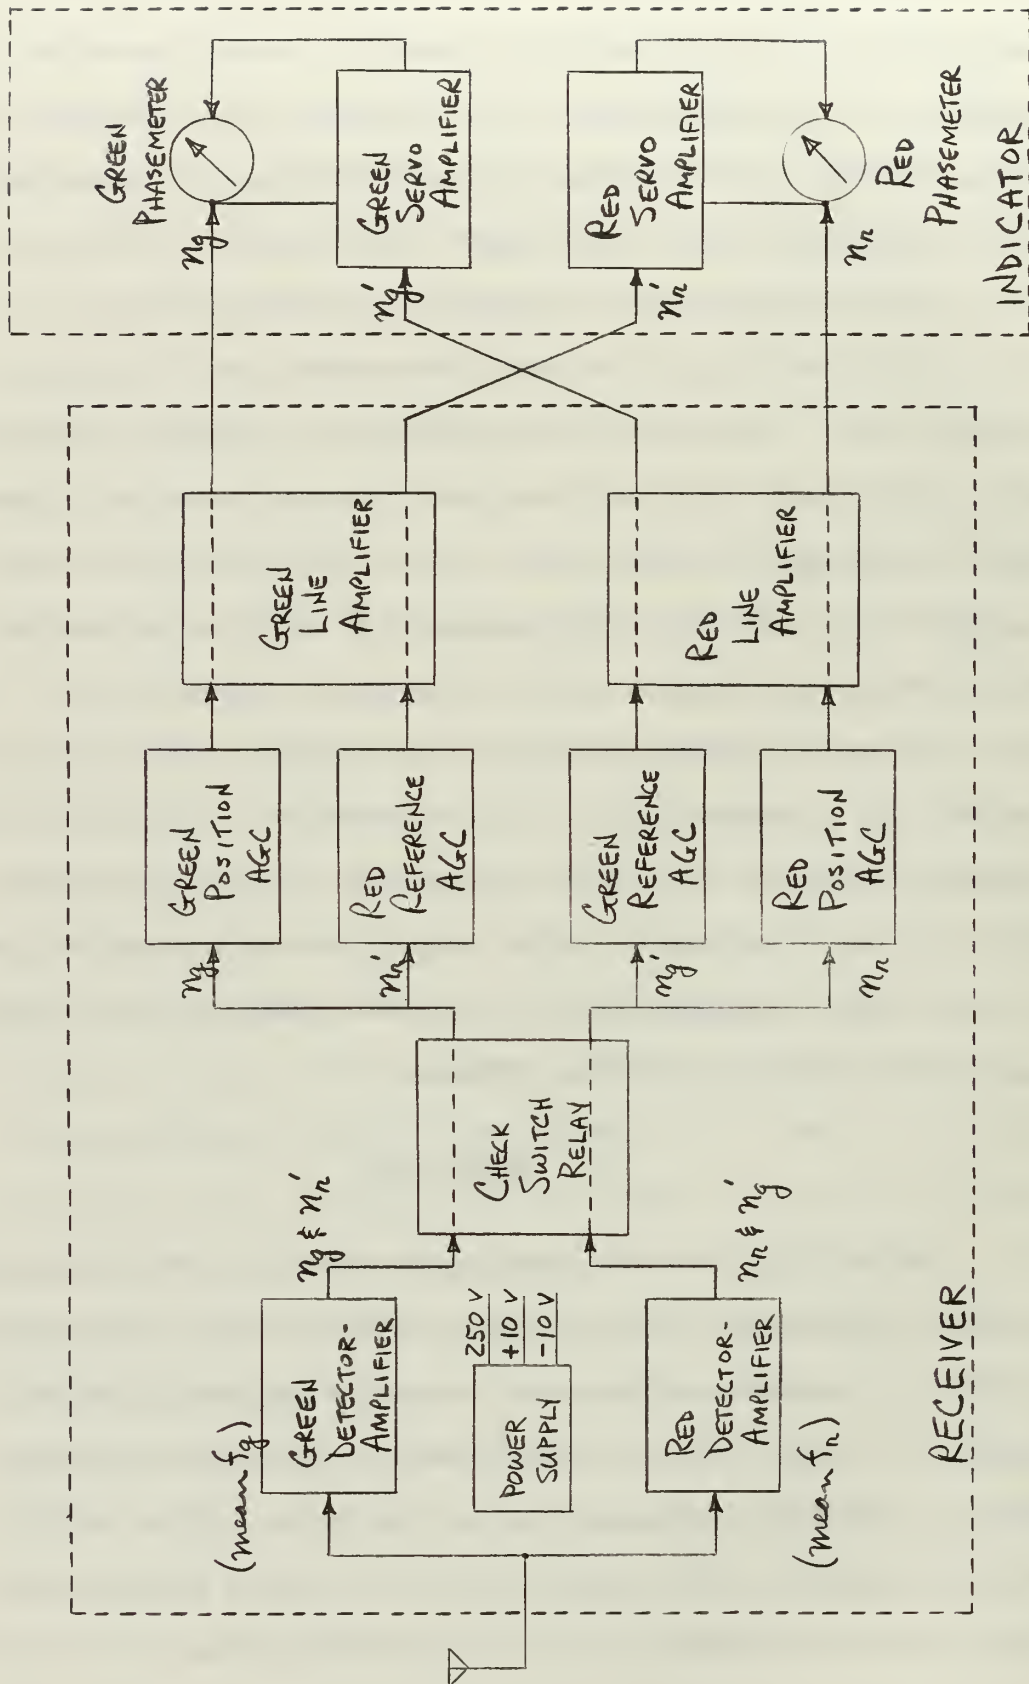 (mean fg)
GREEN
DETECTOR-
AMPLIFIER
ng & nr'
POWER
SUPPLY
250 V
+10 V
-10 V
RED
DETECTOR-
AMPLIFIER
(mean fr)
nr & ng'
CHECK
SWITCH
RELAY
ng
GREEN
POSITION
AGC
nr'
RED
REFERENCE
AGC
ng'
GREEN
REFERENCE
AGC
nr
RED
POSITION
AGC
GREEN
LINE
AMPLIFIER
RED
LINE
AMPLIFIER
RECEIVER
ng
GREEN
PHASEMETER
ng'
GREEN
SERVO
AMPLIFIER
nr'
RED
SERVO
AMPLIFIER
nr
RED
PHASEMETER
INDICATOR